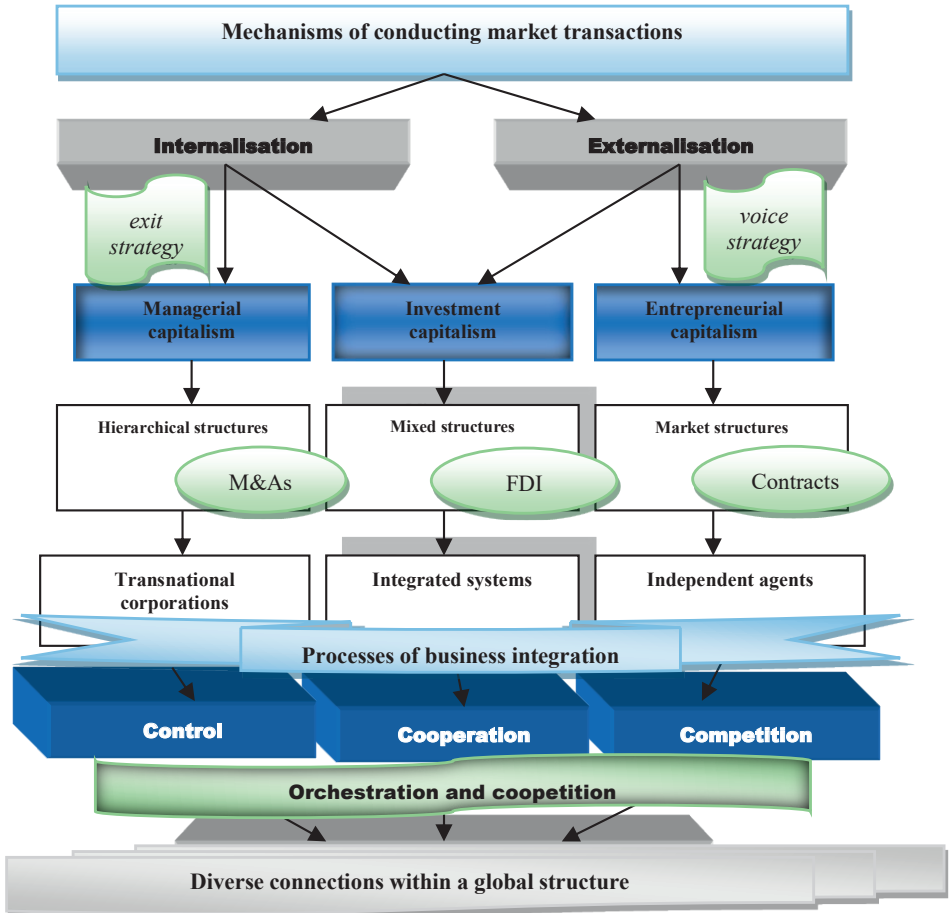 Mechanisms of conducting market transactions
Internalisation
Externalisation
exit
strategy
voice
strategy
Managerial
capitalism
Investment
capitalism
Entrepreneurial
capitalism
Hierarchical structures
Mixed structures
Market structures
M&As
FDI
Contracts
Transnational
corporations
Integrated systems
Independent agents
Processes of business integration
Control
Cooperation
Competition
Orchestration and coopetition
Diverse connections within a global structure